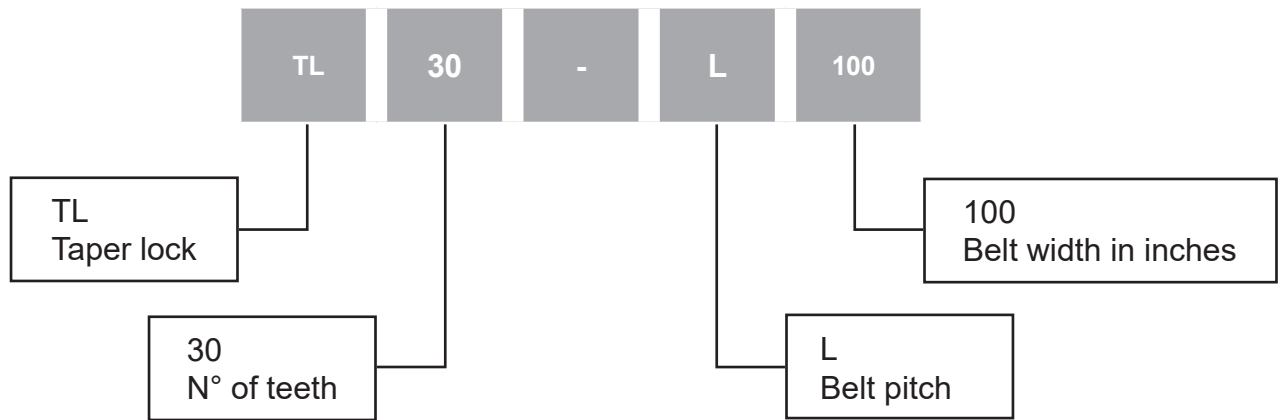 TL 30 - L 100
TL
Taper lock
100
Belt width in inches
30
N° of teeth
L
Belt pitch